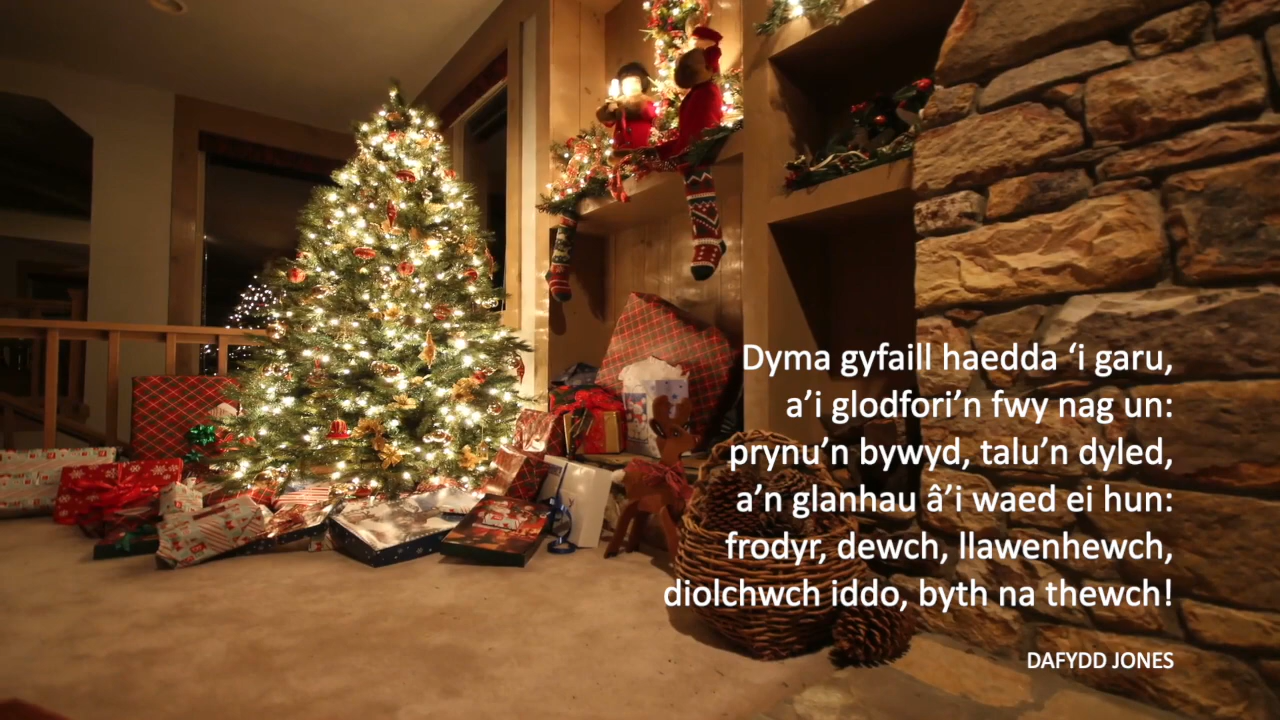 Dyma gyfaill haedda ‘i garu,
a’i glodfori’n fwy nag un:
prynu’n bywyd, talu’n dyled,
a’n glanhau â’i waed ei hun:
frodyr, dewch, llawenhewch,
diolchwch iddo, byth na thewch!
DAFYDD JONES